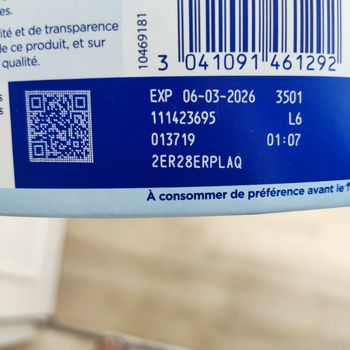 es.
ité et de transparence
de ce produit, et sur
qualité.
10469181
3 041091 461292
EXP 06-03-2026 3501
111423695 L6
013719 01:07
2ER28ERPLAQ
À consommer de préférence avant le